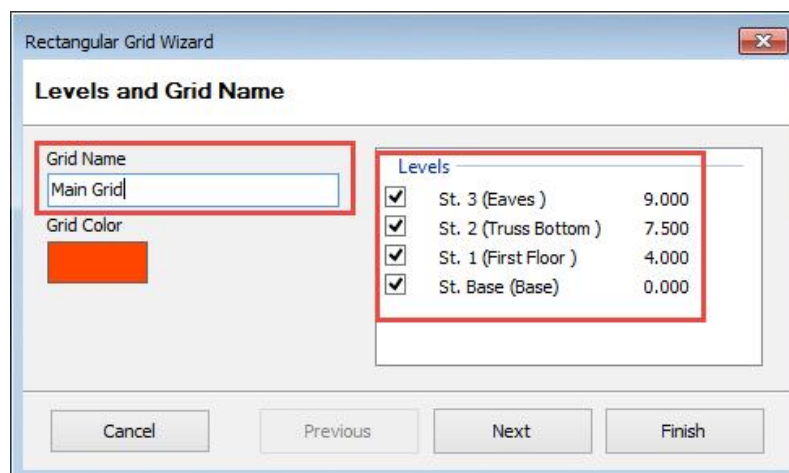 Rectangular Grid Wizard
Levels and Grid Name
Grid Name
Main Grid
Grid Color
Levels
St. 3 (Eaves ) 9.000
St. 2 (Truss Bottom ) 7.500
St. 1 (First Floor ) 4.000
St. Base (Base) 0.000
Cancel Previous Next Finish